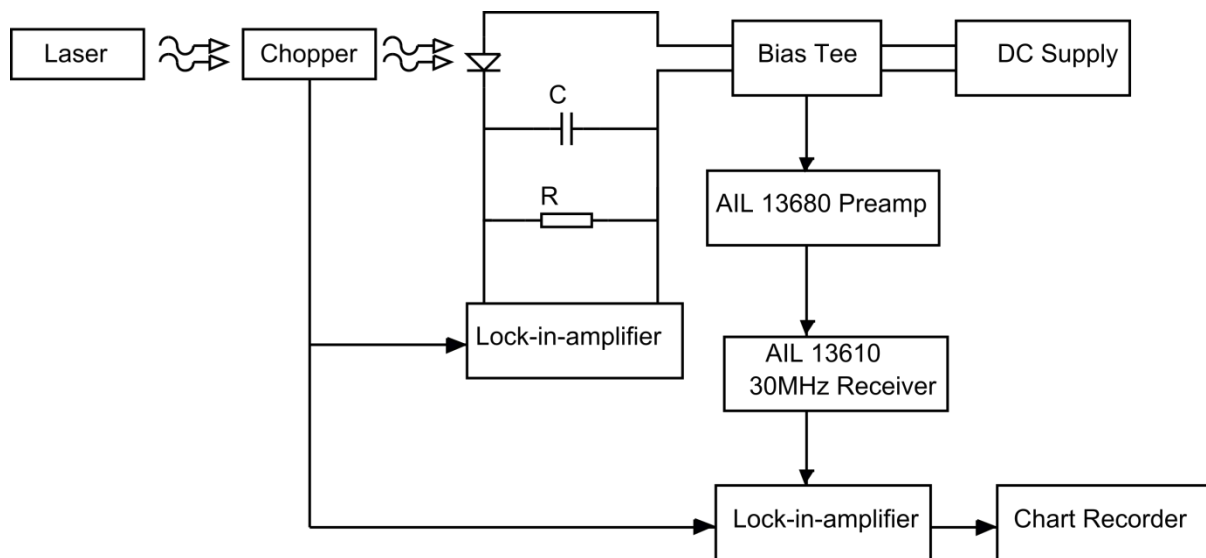 Laser
Chopper
Bias Tee
DC Supply
C
AIL 13680 Preamp
R
Lock-in-amplifier
AIL 13610
30MHz Receiver
Lock-in-amplifier
Chart Recorder